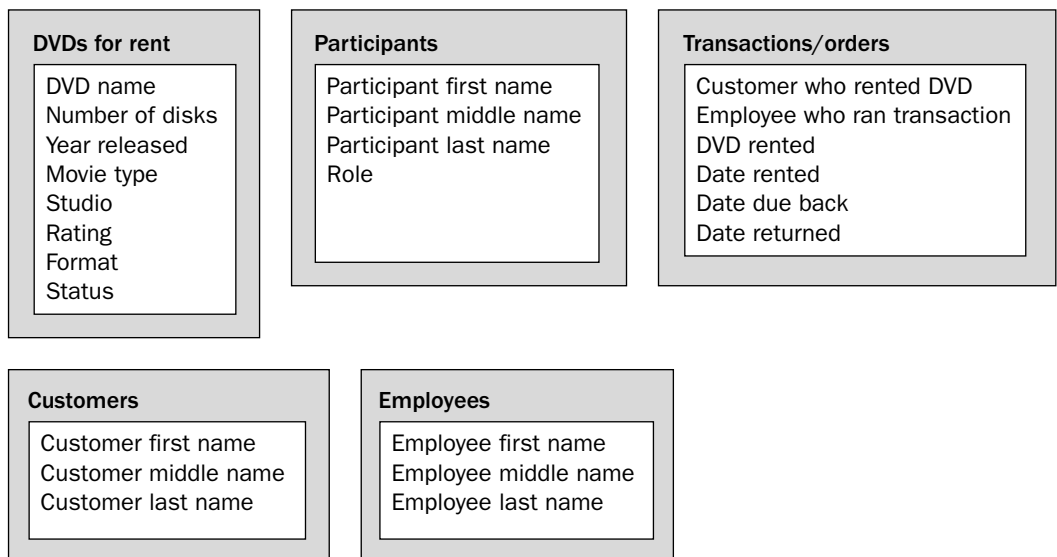 DVDs for rent
DVD name
Number of disks
Year released
Movie type
Studio
Rating
Format
Status
Participants
Participant first name
Participant middle name
Participant last name
Role
Transactions/orders
Customer who rented DVD
Employee who ran transaction
DVD rented
Date rented
Date due back
Date returned
Customers
Customer first name
Customer middle name
Customer last name
Employees
Employee first name
Employee middle name
Employee last name